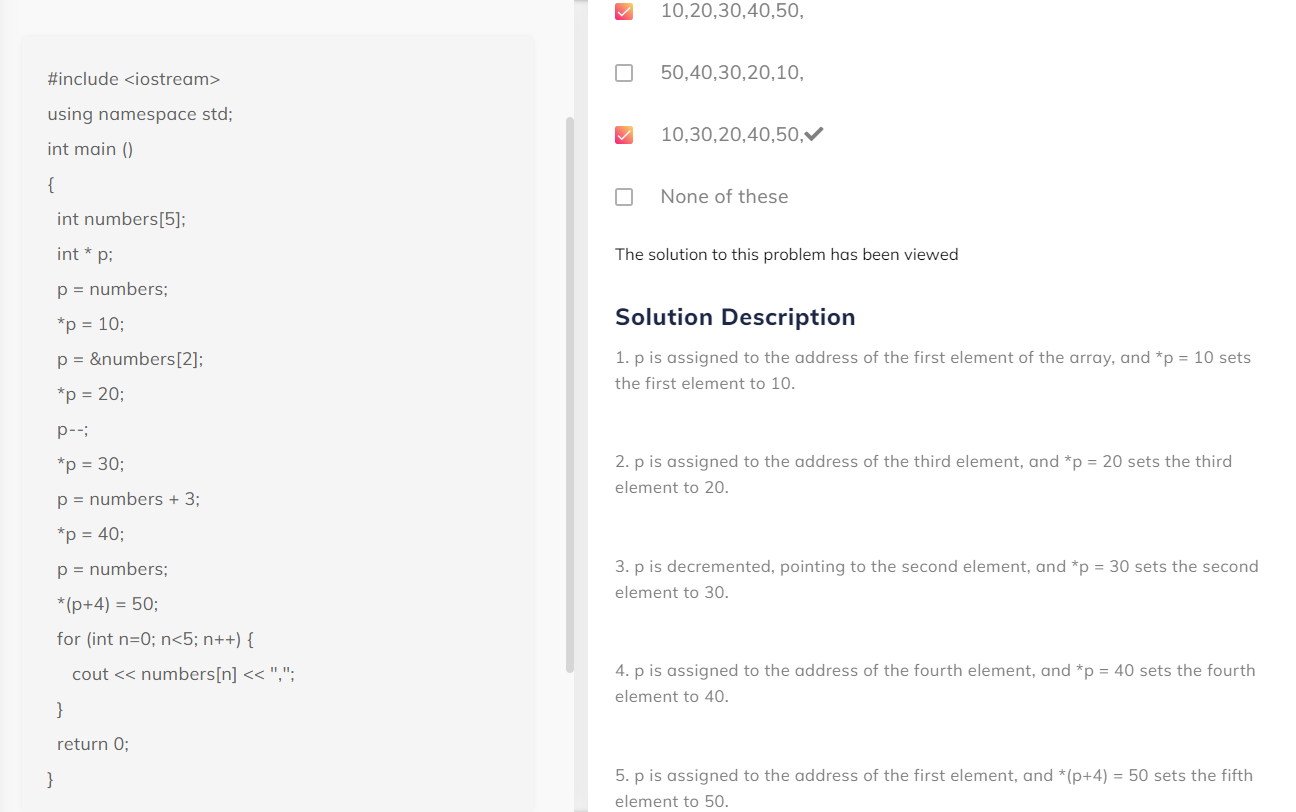 #include <iostream>
using namespace std;
int main ()
{
int numbers[5];
int * p;
p = numbers;
*p = 10;
p = &numbers[2];
*p = 20;
p--;
*p = 30;
p = numbers + 3;
*p = 40;
p = numbers;
*(p+4) = 50;
for (int n=0; n<5; n++) {
cout << numbers[n] << ",";
}
return 0;
}
10,20,30,40,50,
50,40,30,20,10,
10,30,20,40,50,
None of these
The solution to this problem has been viewed
Solution Description
1. p is assigned to the address of the first element of the array, and *p = 10 sets
the first element to 10.
2. p is assigned to the address of the third element, and *p = 20 sets the third
element to 20.
3. p is decremented, pointing to the second element, and *p = 30 sets the second
element to 30.
4. p is assigned to the address of the fourth element, and *p = 40 sets the fourth
element to 40.
5. p is assigned to the address of the first element, and *(p+4) = 50 sets the fifth
element to 50.